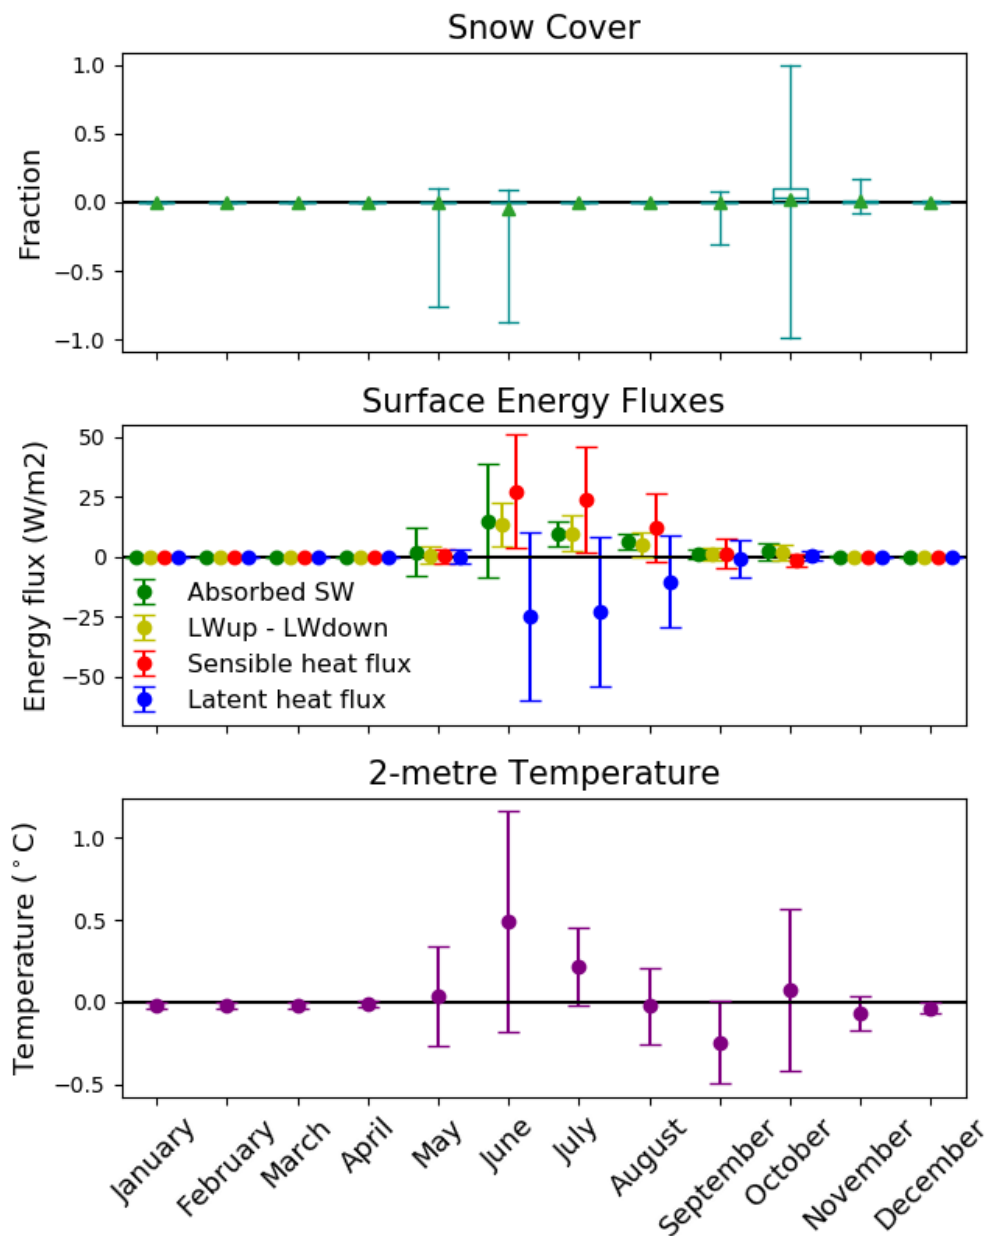 Snow Cover
Fraction
1.0
0.5
0.0
−0.5
−1.0
Surface Energy Fluxes
Energy flux (W/m2)
50
25
0
−25
−50
Absorbed SW
LWup - LWdown
Sensible heat flux
Latent heat flux
2-metre Temperature
Temperature (°C)
1.0
0.5
0.0
−0.5
January
February
March
April
May
June
July
August
September
October
November
December